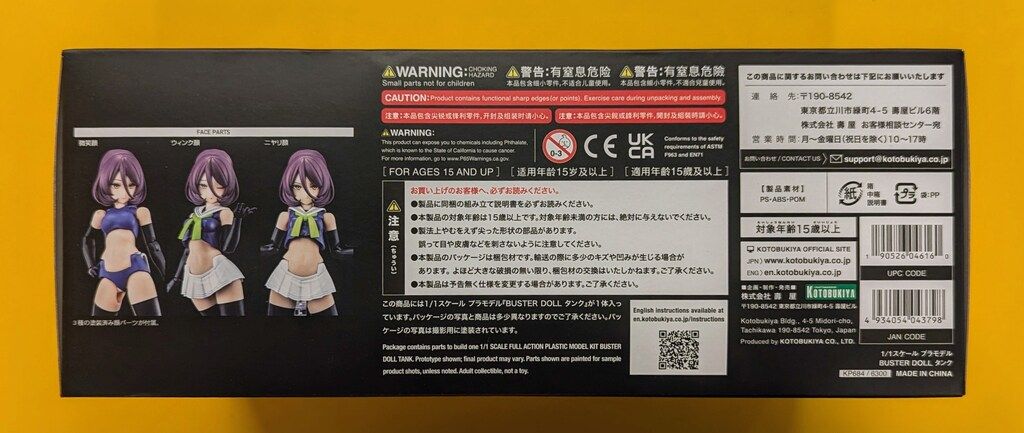 FACE PARTS
微笑顔
ウィンク顔
ニヤリ顔
3種の塗装済み顔パーツが付属。
WARNING: CHOKING HAZARD
Small parts not for children
警告:有窒息危险
本品包含细小零件,不适合儿童使用。
警告:有窒息危險
本品包含細小零件,不適合兒童使用。
CAUTION: Product contains functional sharp edges (or points). Exercise care during unpacking and assembly.
注意:本产品含尖锐或锋利零件,开封及组装时请小心。
注意:本產品含尖銳或鋒利零件,開封及組裝時請小心。
WARNING:
This product can expose you to chemicals including Phthalate,
which is known to the State of California to cause cancer.
For more information, go to www.P65Warnings.ca.gov.
0-3
CE
UK
CA
Conforms to the safety
requirements of ASTM
F963 and EN71
[ FOR AGES 15 AND UP ]
[ 适用年龄15岁及以上 ]
[ 適用年齡15歲及以上 ]
注意
(ちゅうい)
お買い上げのお客様へ、必ずお読みください。
●製品に同梱の組み立て説明書を必ずお読みください。
●本製品の対象年齢は15歳以上です。対象年齢未満の方には、絶対に与えないでください。
●製法上やむをえず尖った形状の部品があります。
誤って目や皮膚などを刺さないように注意してください。
●本製品のパッケージは梱包材です。輸送の際に多少のキズや凹みが生じる場合が
あります。よほど大きな破損の無い限り、梱包材の交換はいたしかねます。ご了承ください。
●本製品は予告無く仕様を変更する場合があります。ご了承ください。
この商品には1/1スケール プラモデル「BUSTER DOLL タンク」が1体入っ
ています。パッケージの写真と商品は多少異なりますのでご了承ください。パッ
ケージの写真は撮影用に塗装されています。
Package contains parts to build one 1/1 SCALE FULL ACTION PLASTIC MODEL KIT BUSTER
DOLL TANK. Prototype shown; final product may vary. Parts shown are painted for sample
product shots, unless noted. Adult collectible, not a toy.
English instructions available at
en.kotobukiya.co.jp/instructions
この商品に関するお問い合わせは下記にお願いいたします
連絡先:〒190-8542
東京都立川市緑町4-5 壽屋ビル6階
株式会社 壽屋 お客様相談センター宛
営業時間:月~金曜日(祝日を除く)10~17時
お問い合わせ / CONTACT US
support@kotobukiya.co.jp
【製品素材】
PS・ABS・POM
紙
箱
中箱
説明書
プラ
袋:PP
対象年齢15歳以上
KOTOBUKIYA OFFICIAL SITE
JPN.) www.kotobukiya.co.jp
ENG.) en.kotobukiya.co.jp
■企画・制作・発売■
株式会社 壽屋
KOTOBUKIYA
〒190-8542 東京都立川市緑町4-5 壽屋ビル
Kotobukiya Bldg., 4-5 Midori-cho,
Tachikawa 190-8542 Tokyo, Japan
Produced by KOTOBUKIYA CO., LTD.
1 90526 04616 0
UPC CODE
4 934054 043798
JAN CODE
1/1スケール プラモデル
BUSTER DOLL タンク
KP684 / 6300
MADE IN CHINA